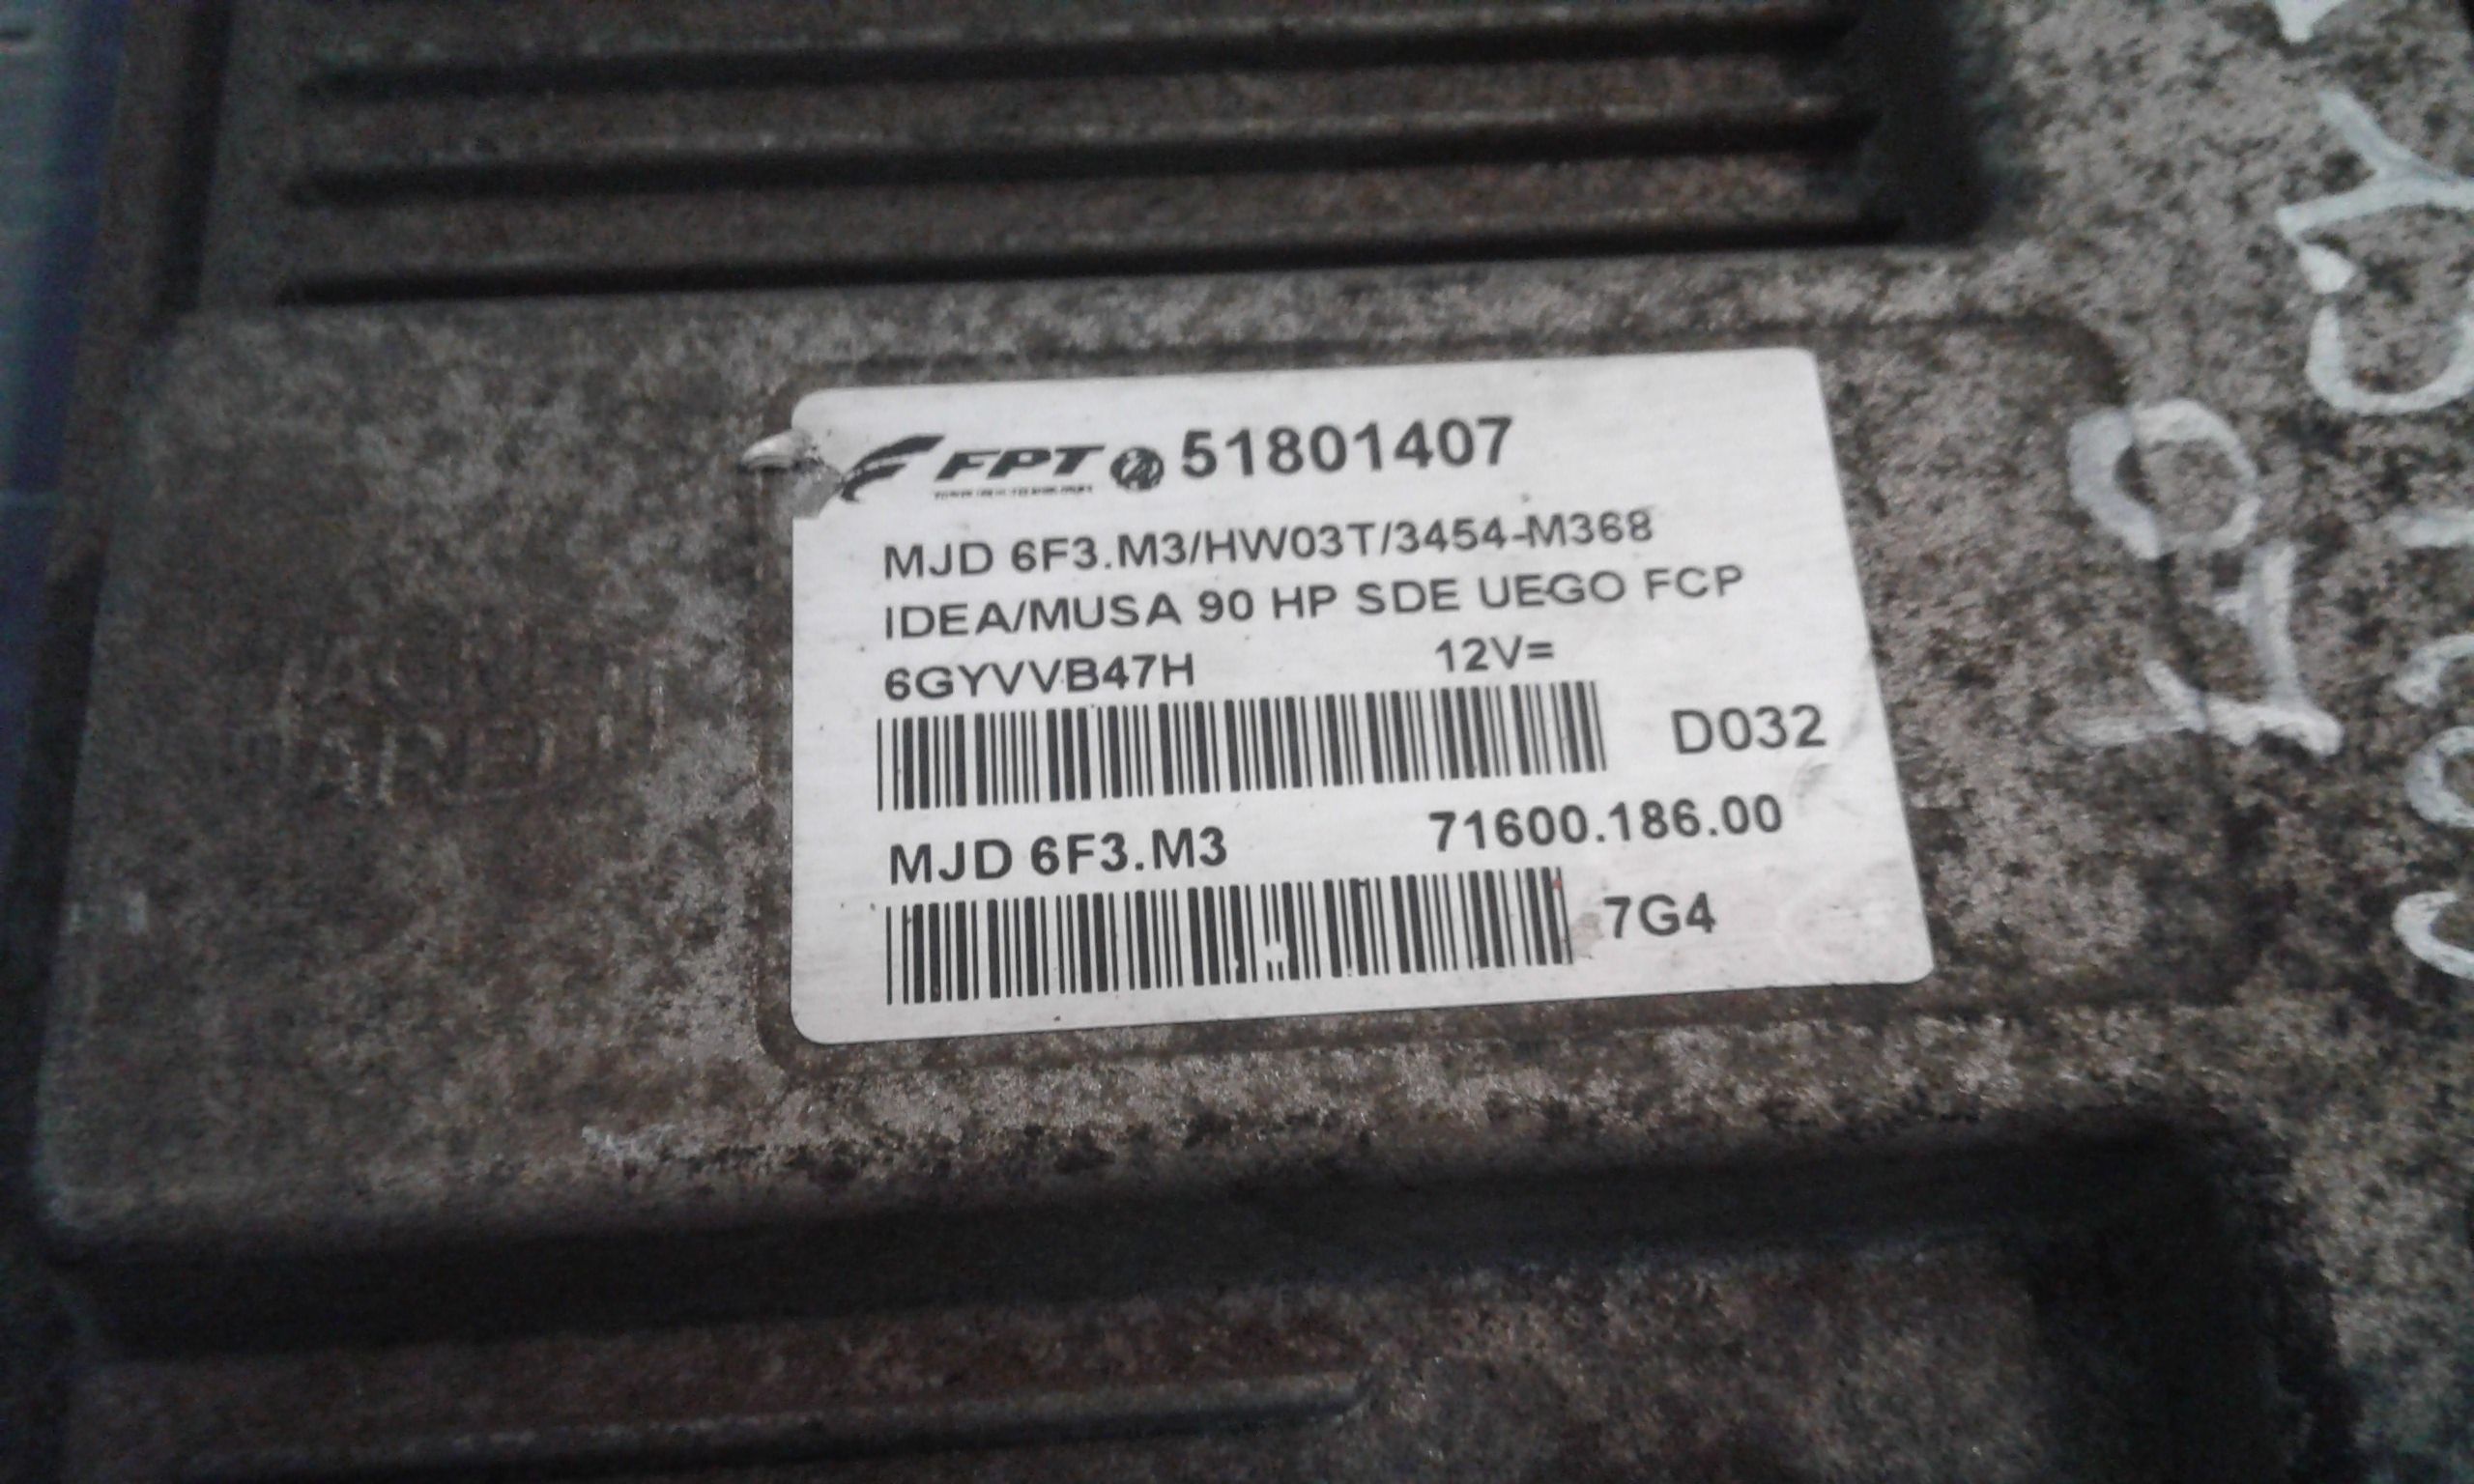 FPT 51801407
MJD 6F3.M3/HW03T/3454-M368
IDEA/MUSA 90 HP SDE UEGO FCP
6GYVVB47H 12V=
D032
MJD 6F3.M3 71600.186.00
7G4